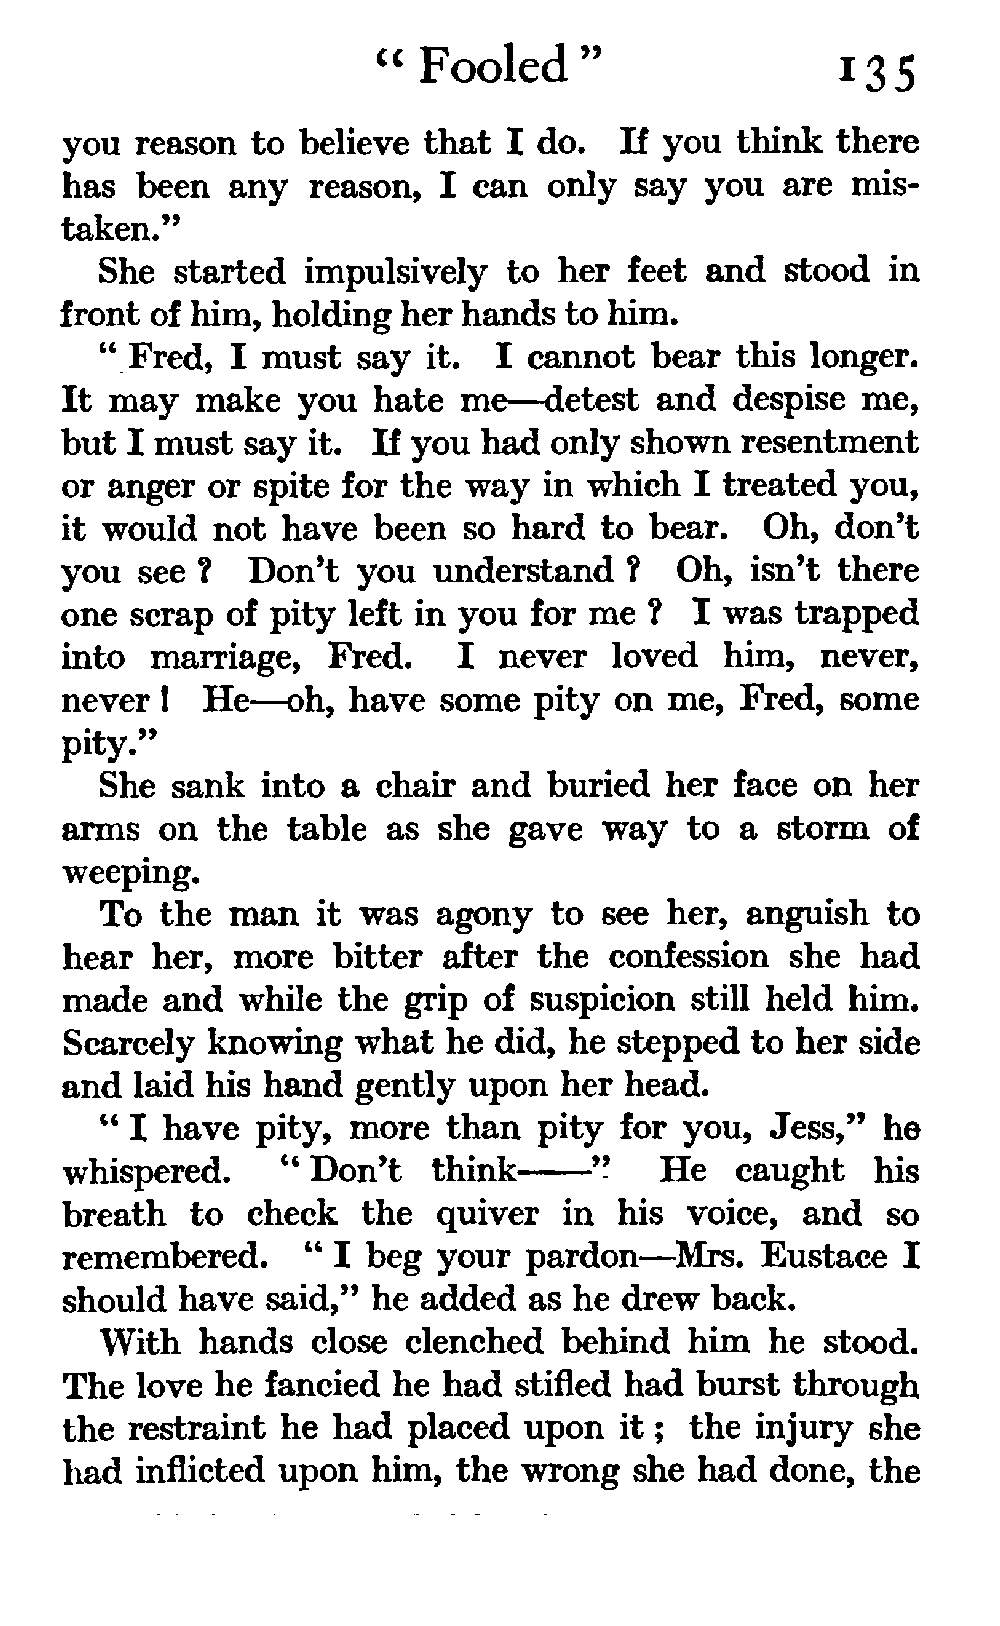 “ Fooled ” 135
you reason to believe that I do. If you think there
has been any reason, I can only say you are mis-
taken.”
She started impulsively to her feet and stood in
front of him, holding her hands to him.
“ Fred, I must say it. I cannot bear this longer.
It may make you hate me—detest and despise me,
but I must say it. If you had only shown resentment
or anger or spite for the way in which I treated you,
it would not have been so hard to bear. Oh, don’t
you see ? Don’t you understand ? Oh, isn’t there
one scrap of pity left in you for me ? I was trapped
into marriage, Fred. I never loved him, never,
never ! He—oh, have some pity on me, Fred, some
pity.”
She sank into a chair and buried her face on her
arms on the table as she gave way to a storm of
weeping.
To the man it was agony to see her, anguish to
hear her, more bitter after the confession she had
made and while the grip of suspicion still held him.
Scarcely knowing what he did, he stepped to her side
and laid his hand gently upon her head.
“ I have pity, more than pity for you, Jess,” he
whispered. “ Don’t think——” He caught his
breath to check the quiver in his voice, and so
remembered. “ I beg your pardon—Mrs. Eustace I
should have said,” he added as he drew back.
With hands close clenched behind him he stood.
The love he fancied he had stifled had burst through
the restraint he had placed upon it ; the injury she
had inflicted upon him, the wrong she had done, the